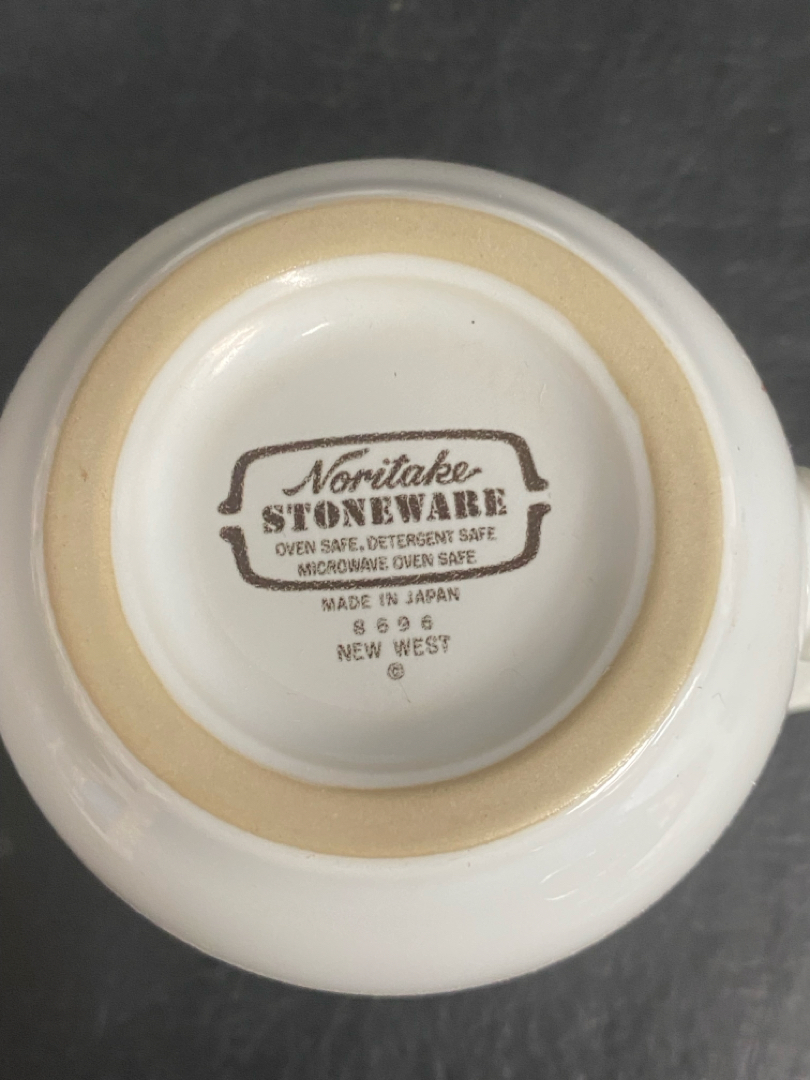 Noritake
STONEWARE
OVEN SAFE, DETERGENT SAFE
MICROWAVE OVEN SAFE
MADE IN JAPAN
8696
NEW WEST
©